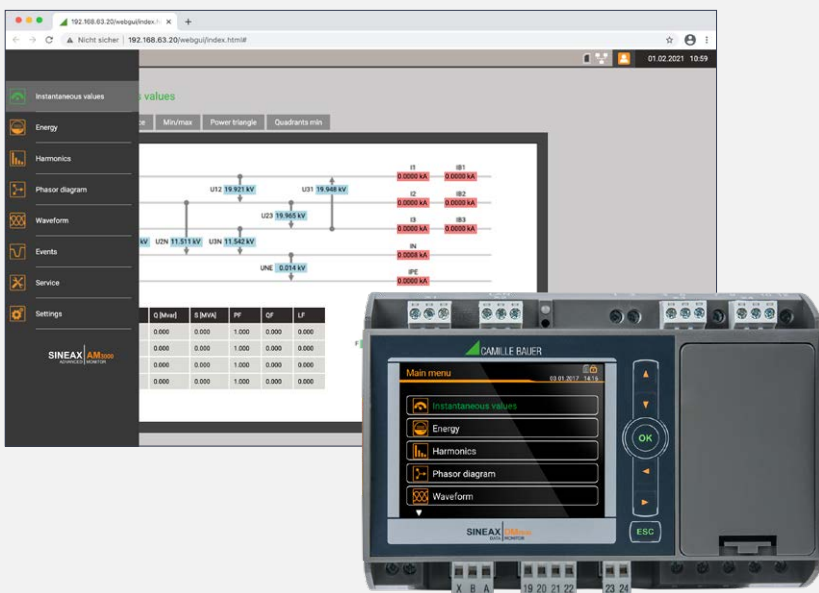 192.168.63.20/webgui/index.h
Nicht sicher 192.168.63.20/webgui/index.html#
01.02.2021 10:59
Instantaneous values
values
Energy
Min/max Power triangle Quadrants min
Harmonics
Phasor diagram
Waveform
Events
Service
Settings
SINEAX AM3000
ADVANCED MONITOR
I1 IB1
0.0000 kA 0.0000 kA
U12 19.921 kV U31 19.948 kV
I2 IB2
0.0000 kA 0.0000 kA
U23 19.965 kV
I3 IB3
0.0000 kA 0.0000 kA
kV U2N 11.511 kV U3N 11.542 kV
IN
0.0008 kA
UNE 0.014 kV
IPE
0.0000 kA
Q [Mvar] S [MVA] PF QF LF
0.000 0.000 1.000 0.000 0.000
0.000 0.000 1.000 0.000 0.000
0.000 0.000 1.000 0.000 0.000
0.000 0.000 1.000 0.000 0.000
F
CAMILLE BAUER
Main menu
03.01.2017 14:16
Instantaneous values
Energy
Harmonics
Phasor diagram
Waveform
OK
ESC
SINEAX
DATA MONITOR
X B A 19 20 21 22 23 24